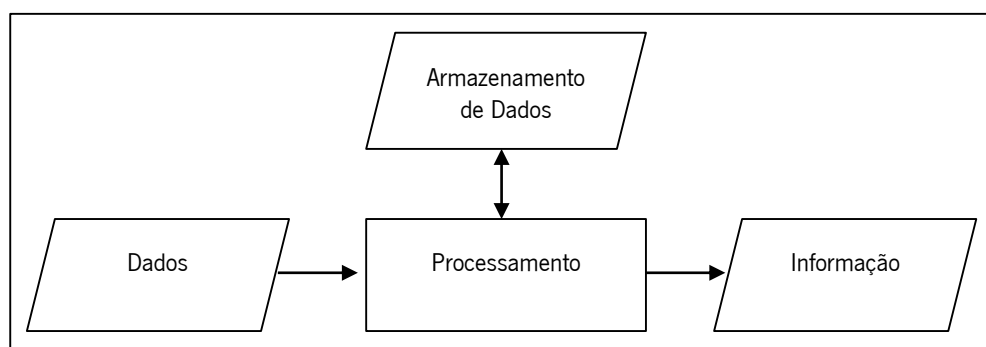 Armazenamento
de Dados
Dados
Processamento
Informação